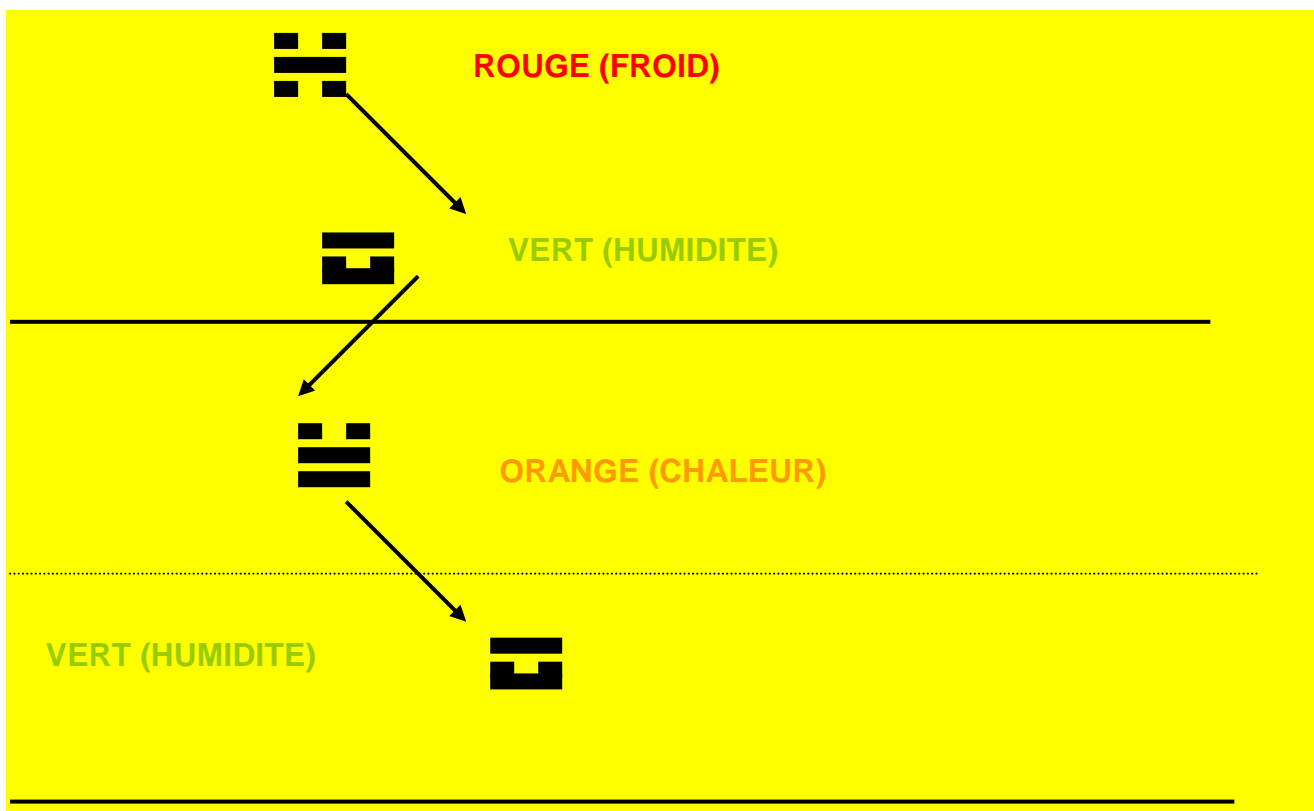 ROUGE (FROID)
VERT (HUMIDITE)
ORANGE (CHALEUR)
VERT (HUMIDITE)